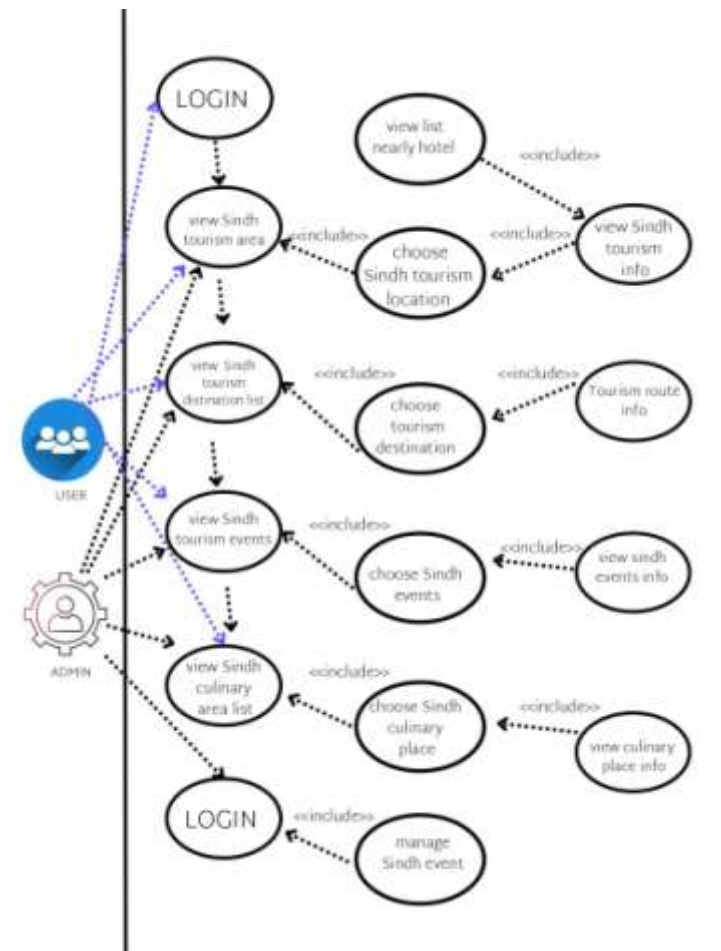 LOGIN
view list
nearly hotel
<<include>>
view Sindh
tourism area
<<include>>
choose
Sindh tourism
location
<<include>>
view Sindh
tourism
info
view Sindh
tourism
distination list
<<include>>
choose
tourism
destination
<<include>>
Tourism route
info
USER
view Sindh
tourism events
<<include>>
choose Sindh
events
<<include>>
view sindh
events info
ADMIN
view Sindh
culinary
area list
<<include>>
choose Sindh
culinary
place
<<include>>
view culinary
place info
LOGIN
<<include>>
manage
Sindh event